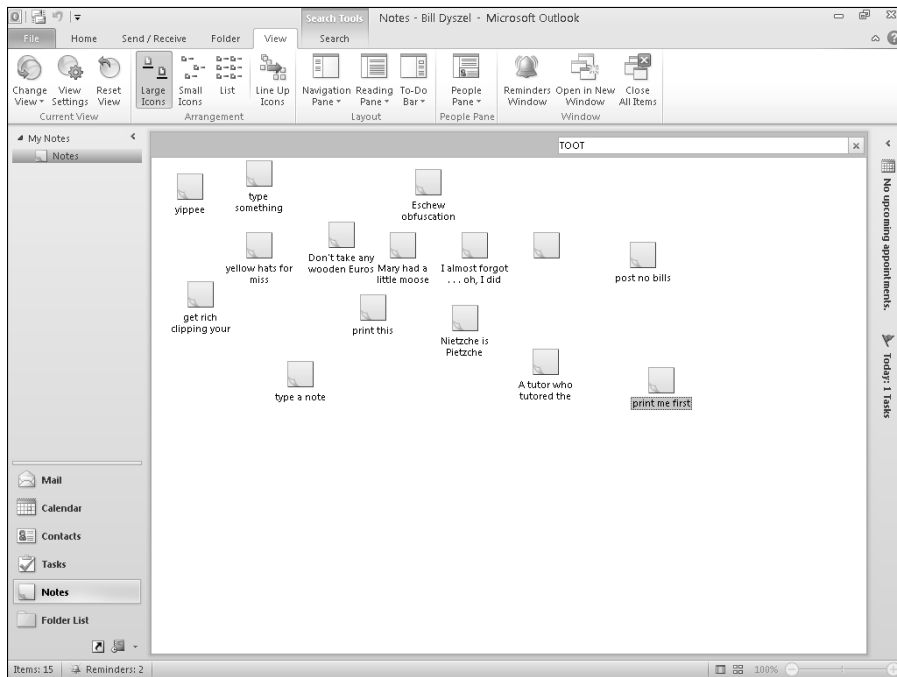 Search Tools
Notes - Bill Dyszel - Microsoft Outlook
File Home Send / Receive Folder View Search
Change View
View Settings
Reset View
Large Icons
Small Icons
List
Line Up Icons
Navigation Pane
Reading Pane
To-Do Bar
People Pane
Reminders Window
Open in New Window
Close All Items
Current View Arrangement Layout People Pane Window
My Notes
Notes
TOOT
yippee
type
something
Eschew
obfuscation
yellow hats for
miss
Don't take any
wooden Euros
Mary had a
little moose
I almost forgot
. . . oh, I did
post no bills
get rich
clipping your
print this
Nietzche is
Pietzche
type a note
A tutor who
tutored the
print me first
No upcoming appointments.
Today: 1 Tasks
Mail
Calendar
Contacts
Tasks
Notes
Folder List
Items: 15 Reminders: 2 100%